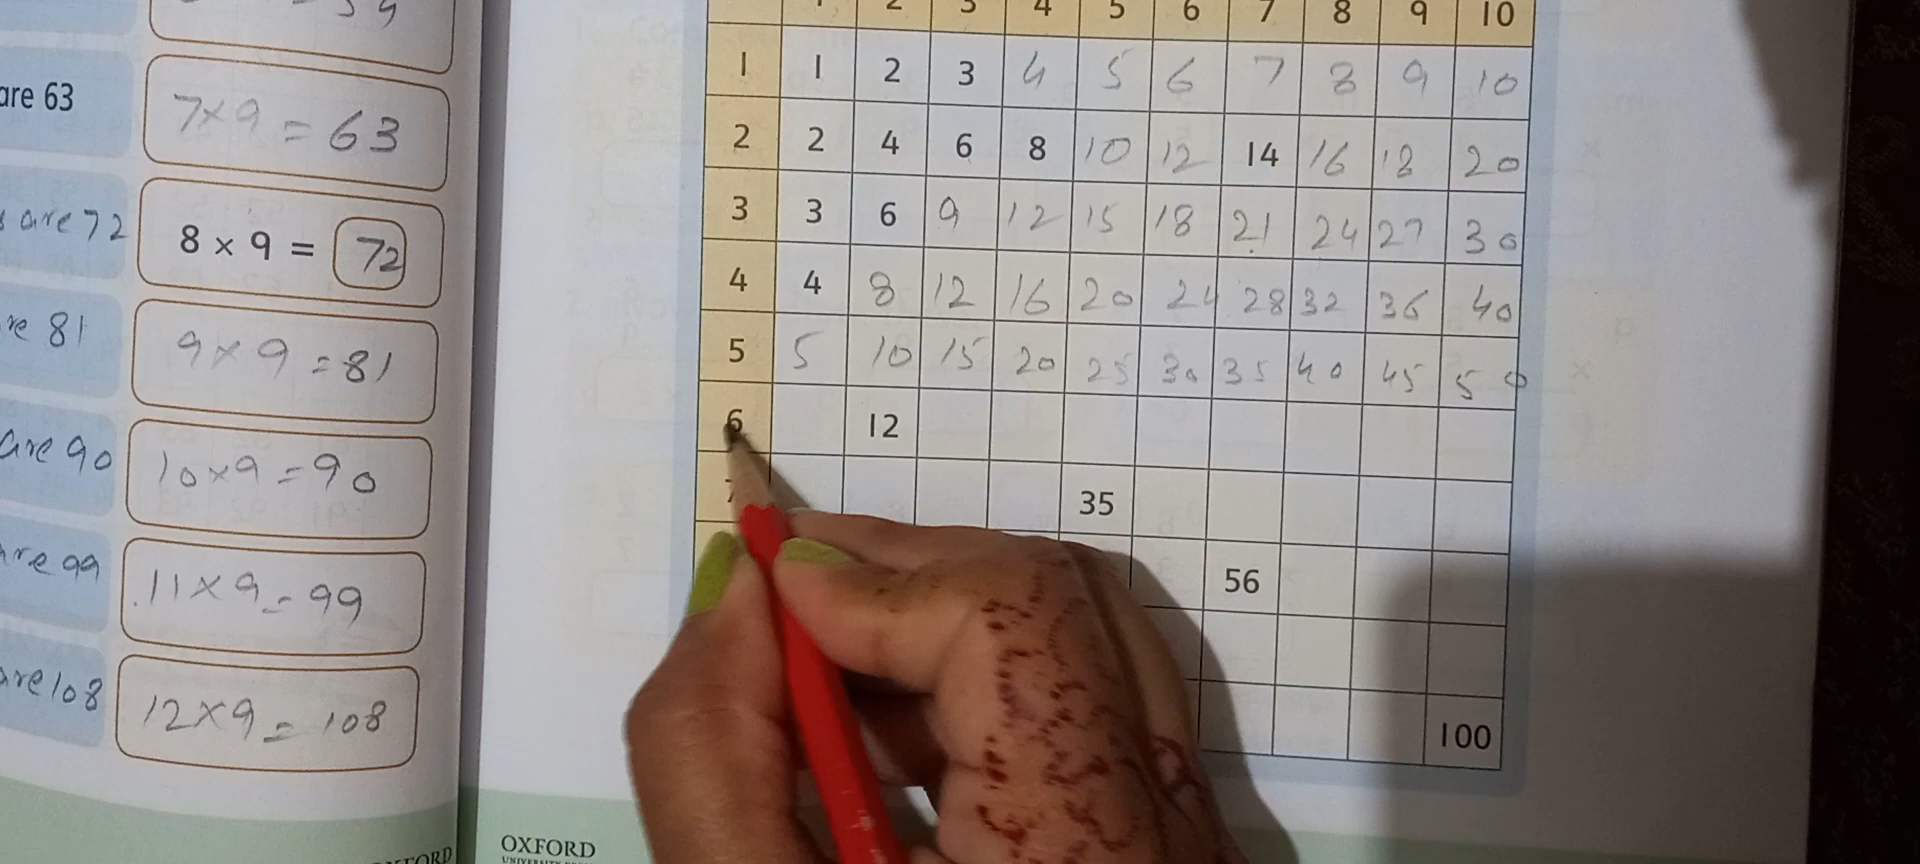 7×9 = 63
are 63
are 72
8 × 9 = 72
re 81
9 × 9 = 81
are 90
10×9 = 90
re 99
11×9 = 99
are 108
12×9 = 108
2 3 4 5 6 7 8 9 10
1 1 2 3 4 5 6 7 8 9 10
2 2 4 6 8 10 12 14 16 18 20
3 3 6 9 12 15 18 21 24 27 30
4 4 8 12 16 20 24 28 32 36 40
5 5 10 15 20 25 30 35 40 45 50
6 12
35
56
100
OXFORD